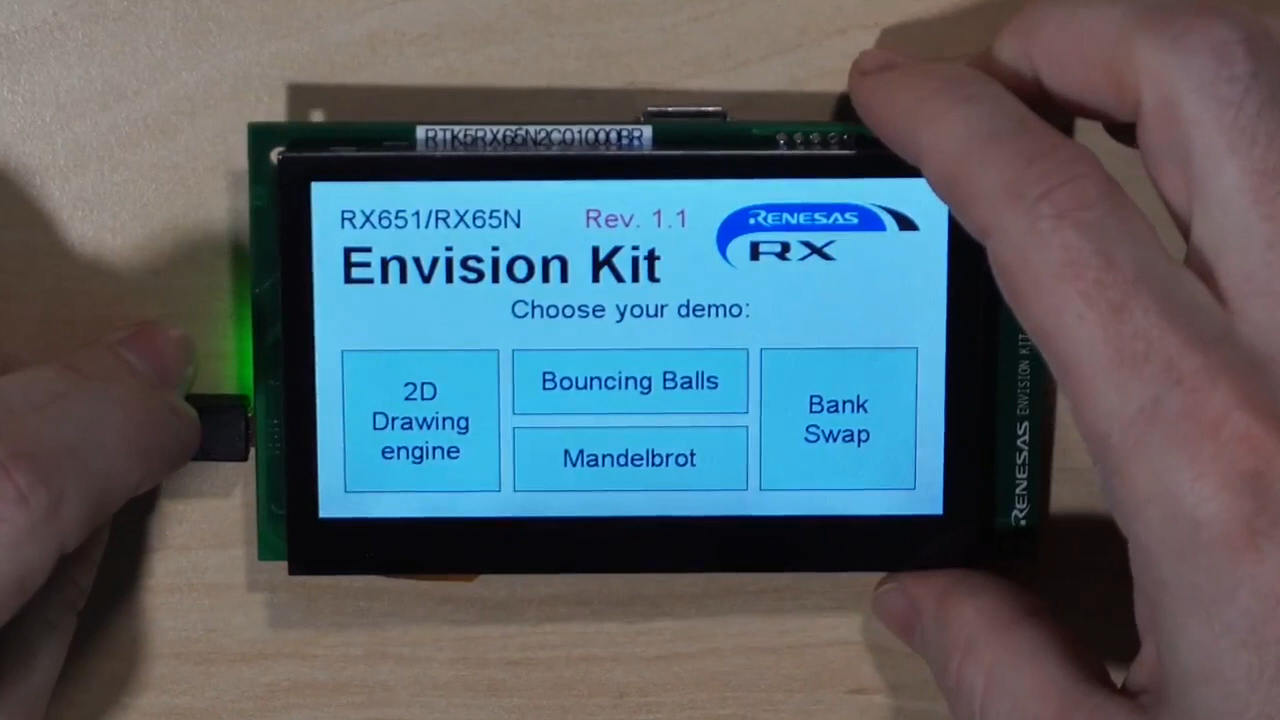 RTK5RX65N2C01000BR
RX651/RX65N
Rev. 1.1
RENESAS
RX
Envision Kit
Choose your demo:
2D
Drawing
engine
Bouncing Balls
Mandelbrot
Bank
Swap
RENESAS ENVISION KIT